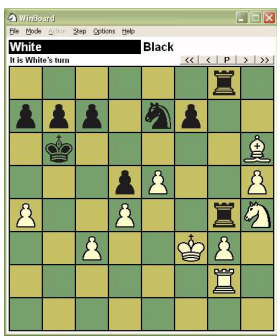 WinBoard
File Mode Action Step Options Help
White Black
It is White's turn << < P > >>